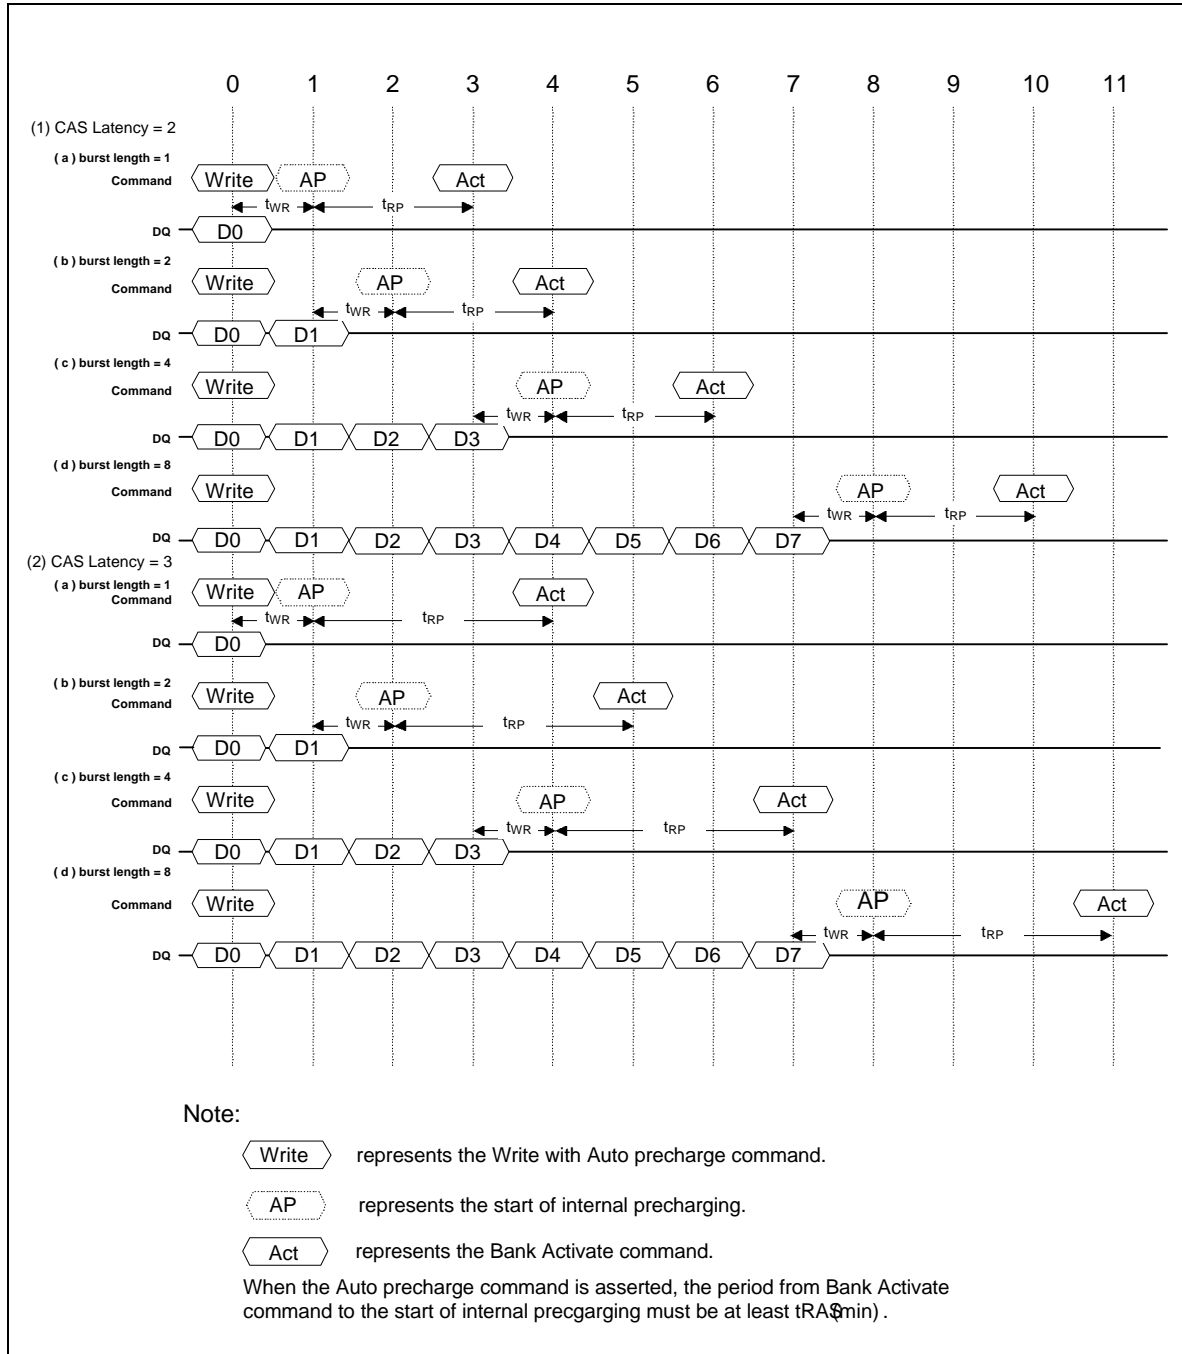 0 1 2 3 4 5 6 7 8 9 10 11
(1) CAS Latency = 2
( a ) burst length = 1
Command Write AP Act
tWR tRP
DQ D0
( b ) burst length = 2
Command Write AP Act
tWR tRP
DQ D0 D1
( c ) burst length = 4
Command Write AP Act
tWR tRP
DQ D0 D1 D2 D3
( d ) burst length = 8
Command Write AP Act
tWR tRP
DQ D0 D1 D2 D3 D4 D5 D6 D7
(2) CAS Latency = 3
( a ) burst length = 1
Command Write AP Act
tWR tRP
DQ D0
( b ) burst length = 2
Command Write AP Act
tWR tRP
DQ D0 D1
( c ) burst length = 4
Command Write AP Act
tWR tRP
DQ D0 D1 D2 D3
( d ) burst length = 8
Command Write AP Act
tWR tRP
DQ D0 D1 D2 D3 D4 D5 D6 D7
Note:
Write represents the Write with Auto precharge command.
AP represents the start of internal precharging.
Act represents the Bank Activate command.
When the Auto precharge command is asserted, the period from Bank Activate
command to the start of internal precgarging must be at least tRAS(min) .